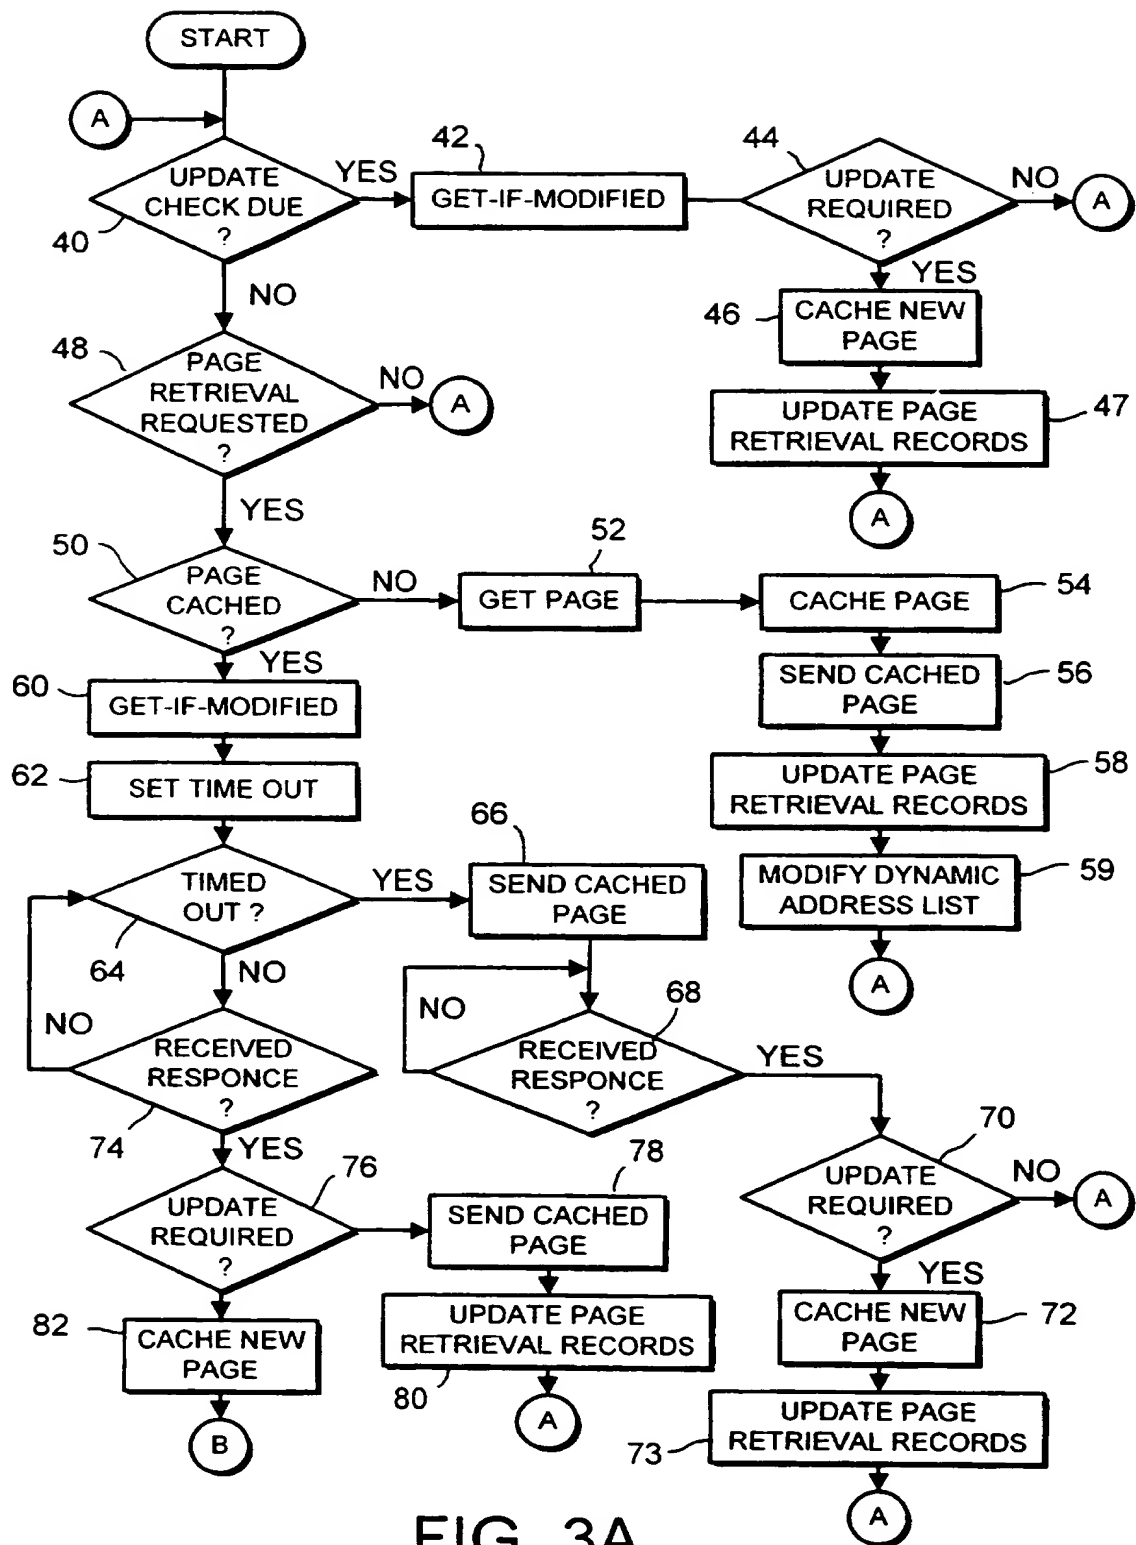 START
A
UPDATE
CHECK DUE
?
40
YES
42
GET-IF-MODIFIED
44
UPDATE
REQUIRED
?
NO
A
YES
46
CACHE NEW
PAGE
UPDATE PAGE
RETRIEVAL RECORDS
47
A
NO
48
PAGE
RETRIEVAL
REQUESTED
?
NO
A
YES
50
PAGE
CACHED
?
NO
52
GET PAGE
CACHE PAGE
54
SEND CACHED
PAGE
56
UPDATE PAGE
RETRIEVAL RECORDS
58
MODIFY DYNAMIC
ADDRESS LIST
59
A
YES
60
GET-IF-MODIFIED
62
SET TIME OUT
TIMED
OUT ?
64
YES
66
SEND CACHED
PAGE
NO
NO
RECEIVED
RESPONCE
?
74
NO
68
RECEIVED
RESPONCE
?
YES
70
UPDATE
REQUIRED
?
NO
A
YES
CACHE NEW
PAGE
72
UPDATE PAGE
RETRIEVAL RECORDS
73
A
YES
76
UPDATE
REQUIRED
?
78
SEND CACHED
PAGE
UPDATE PAGE
RETRIEVAL RECORDS
80
A
82
CACHE NEW
PAGE
B
FIG. 3A